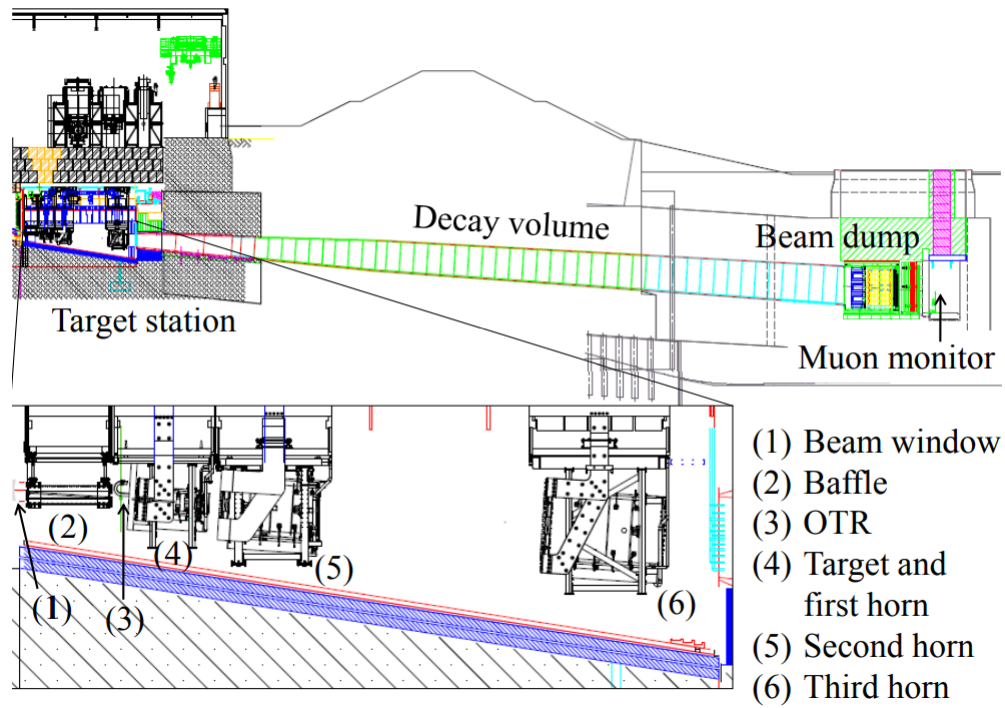 Decay volume
Beam dump
Target station
Muon monitor
(1) Beam window
(2) Baffle
(3) OTR
(4) Target and
first horn
(5) Second horn
(6) Third horn
(2)
(4)
(5)
(6)
(1)
(3)